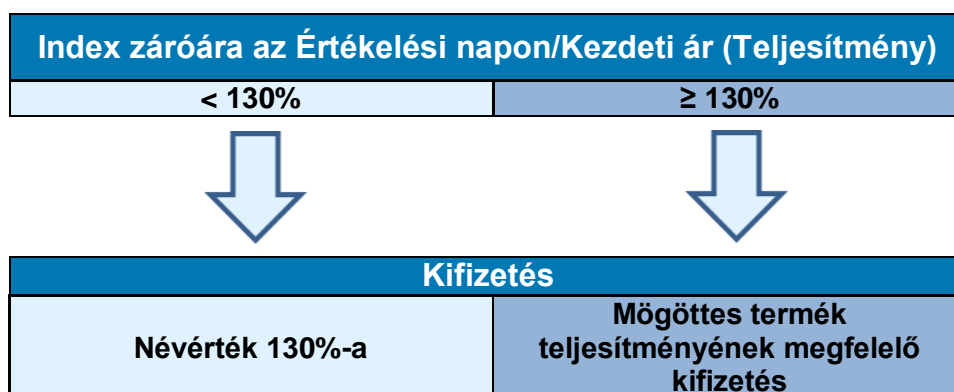 Index záróára az Értékelési napon/Kezdeti ár (Teljesítmény)
< 130%
≥ 130%
Kifizetés
Névérték 130%-a
Mögöttes termék
teljesítményének megfelelő
kifizetés